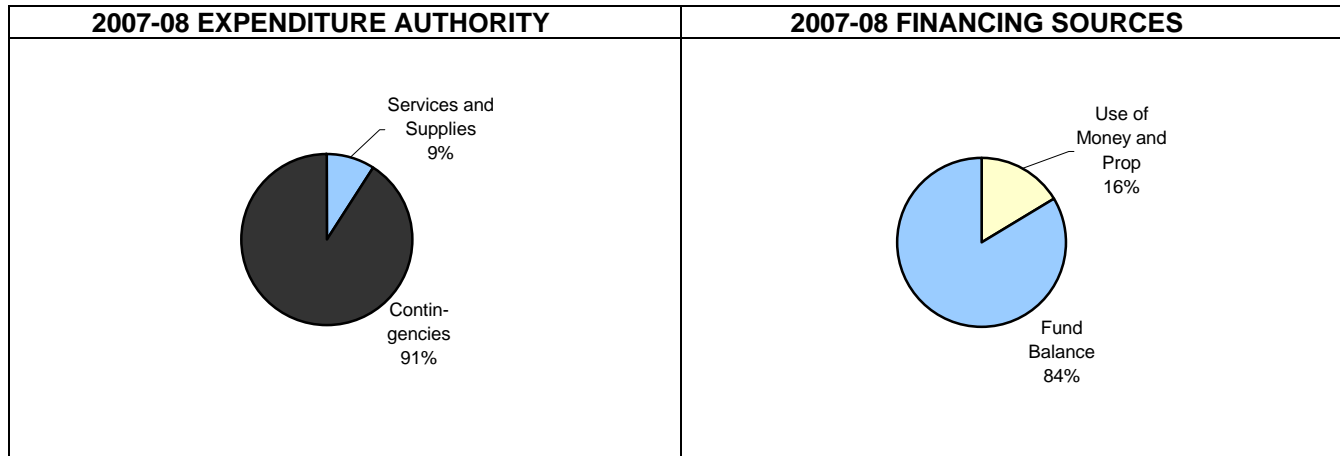 2007-08 EXPENDITURE AUTHORITY
Services and
Supplies
9%
Contin-
gencies
91%
2007-08 FINANCING SOURCES
Use of
Money and
Prop
16%
Fund
Balance
84%